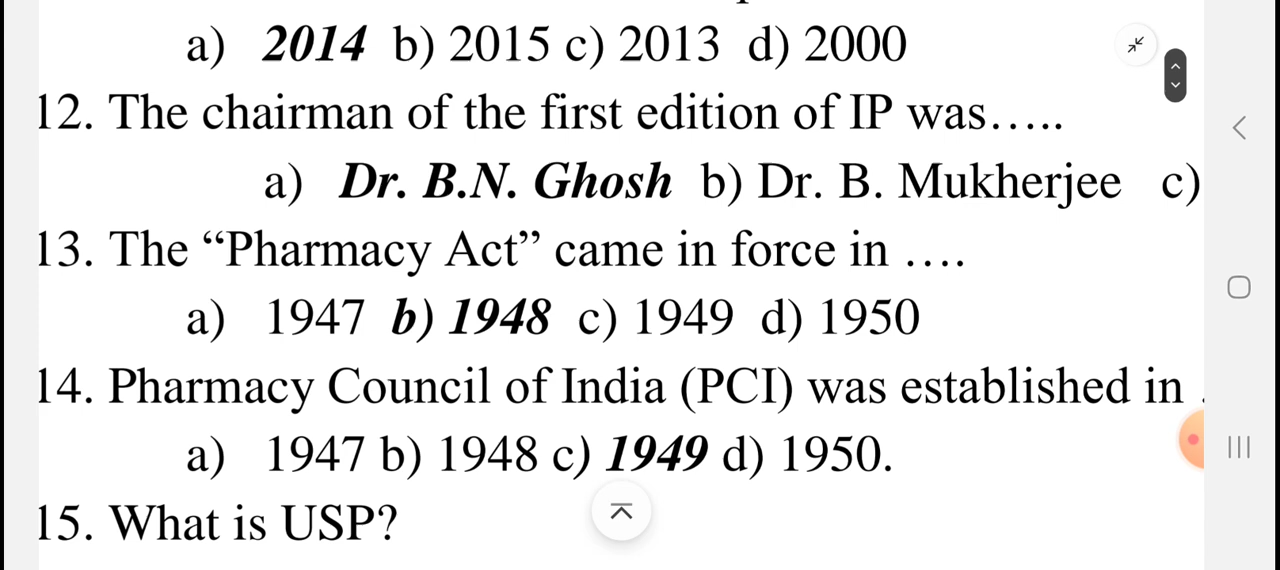 a) 2014 b) 2015 c) 2013 d) 2000
12. The chairman of the first edition of IP was.....
a) Dr. B.N. Ghosh b) Dr. B. Mukherjee c)
13. The “Pharmacy Act” came in force in ....
a) 1947 b) 1948 c) 1949 d) 1950
14. Pharmacy Council of India (PCI) was established in .
a) 1947 b) 1948 c) 1949 d) 1950.
15. What is USP?